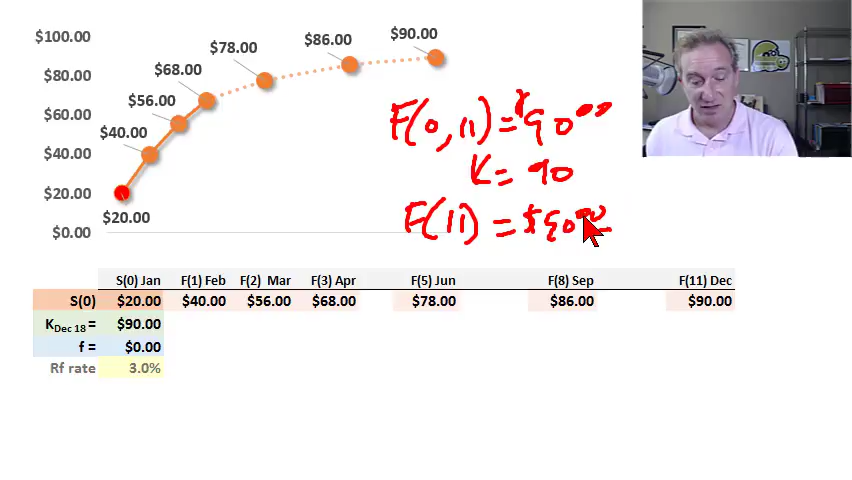 $100.00
$80.00
$60.00
$40.00
$20.00
$0.00
$20.00
$40.00
$56.00
$68.00
$78.00
$86.00
$90.00
F(0,11) = $90.00
K = 90
F(11) = $90.00
S(0) Jan F(1) Feb F(2) Mar F(3) Apr F(5) Jun F(8) Sep F(11) Dec
S(0) $20.00 $40.00 $56.00 $68.00 $78.00 $86.00 $90.00
KDec 18 = $90.00
f = $0.00
Rf rate 3.0%